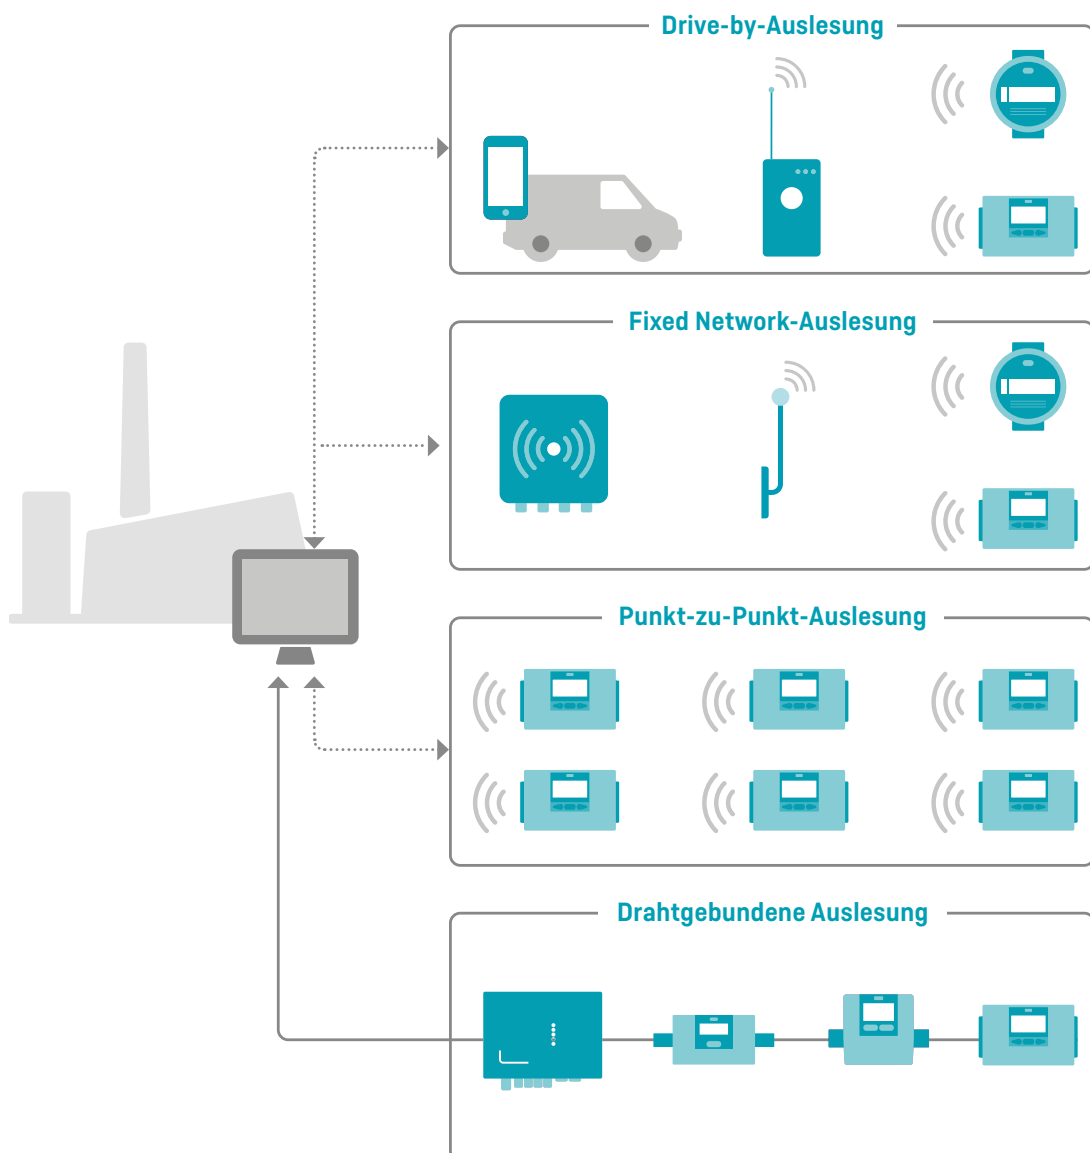 Drive-by-Auslesung
Fixed Network-Auslesung
Punkt-zu-Punkt-Auslesung
Drahtgebundene Auslesung